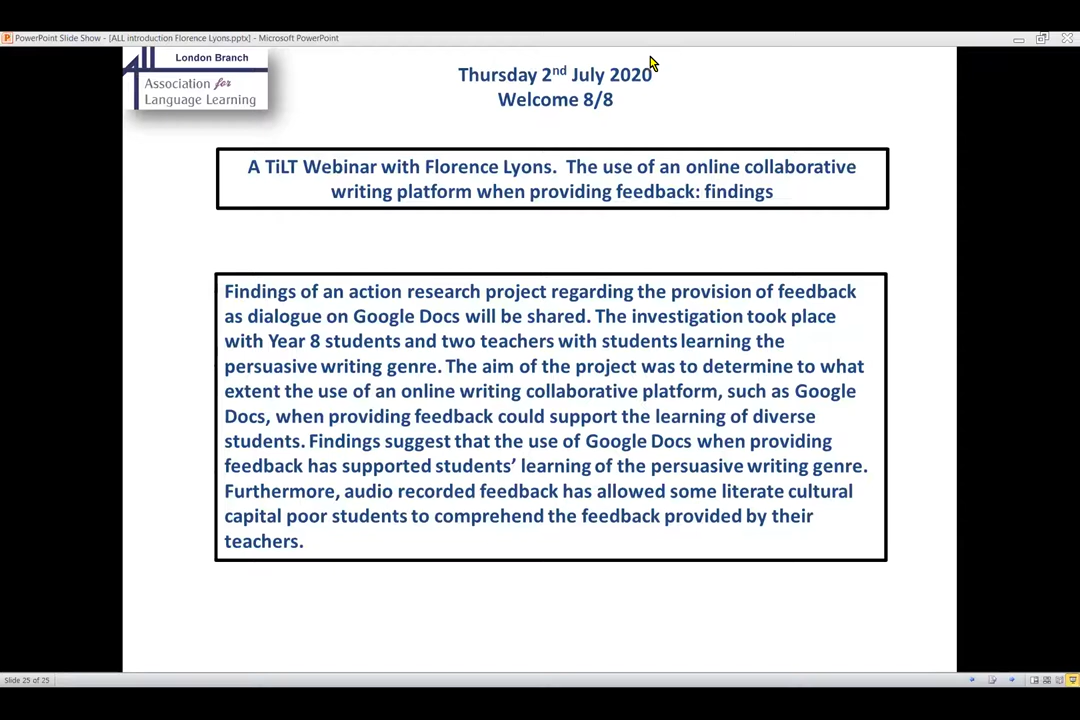 PowerPoint Slide Show - [ALL introduction Florence Lyons.pptx] - Microsoft PowerPoint
London Branch
Association for
Language Learning
Thursday 2nd July 2020
Welcome 8/8
A TiLT Webinar with Florence Lyons. The use of an online collaborative
writing platform when providing feedback: findings
Findings of an action research project regarding the provision of feedback
as dialogue on Google Docs will be shared. The investigation took place
with Year 8 students and two teachers with students learning the
persuasive writing genre. The aim of the project was to determine to what
extent the use of an online writing collaborative platform, such as Google
Docs, when providing feedback could support the learning of diverse
students. Findings suggest that the use of Google Docs when providing
feedback has supported students’ learning of the persuasive writing genre.
Furthermore, audio recorded feedback has allowed some literate cultural
capital poor students to comprehend the feedback provided by their
teachers.
Slide 25 of 25